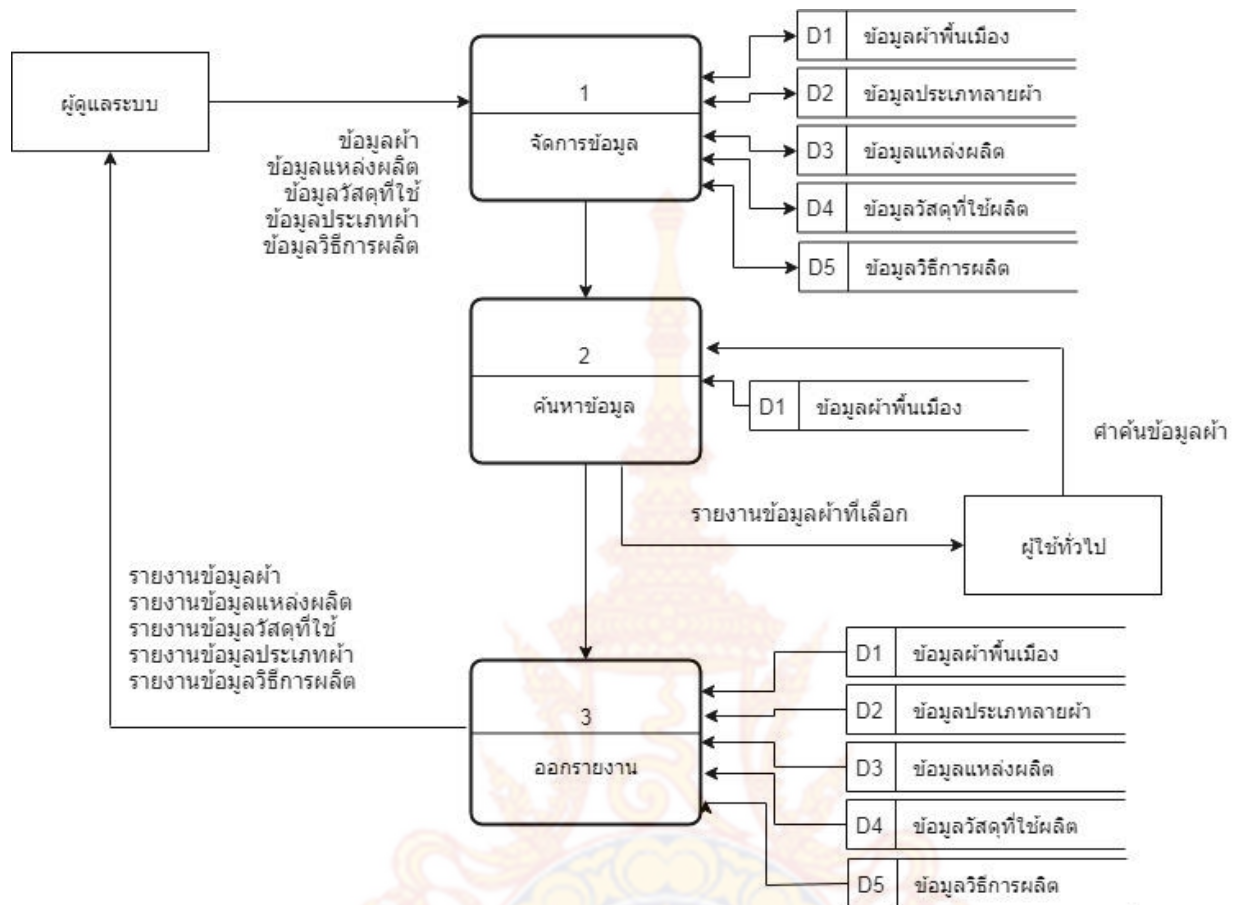 ผู้ดูแลระบบ
ข้อมูลผ้า
ข้อมูลแหล่งผลิต
ข้อมูลวัสดุที่ใช้
ข้อมูลประเภทผ้า
ข้อมูลวิธีการผลิต
1
จัดการข้อมูล
D1 ข้อมูลผ้าพื้นเมือง
D2 ข้อมูลประเภทลายผ้า
D3 ข้อมูลแหล่งผลิต
D4 ข้อมูลวัสดุที่ใช้ผลิต
D5 ข้อมูลวิธีการผลิต
2
ค้นหาข้อมูล
D1 ข้อมูลผ้าพื้นเมือง
ศาค้นข้อมูลผ้า
รายงานข้อมูลผ้าที่เลือก
ผู้ใช้ทั่วไป
รายงานข้อมูลผ้า
รายงานข้อมูลแหล่งผลิต
รายงานข้อมูลวัสดุที่ใช้
รายงานข้อมูลประเภทผ้า
รายงานข้อมูลวิธีการผลิต
3
ออกรายงาน
D1 ข้อมูลผ้าพื้นเมือง
D2 ข้อมูลประเภทลายผ้า
D3 ข้อมูลแหล่งผลิต
D4 ข้อมูลวัสดุที่ใช้ผลิต
D5 ข้อมูลวิธีการผลิต